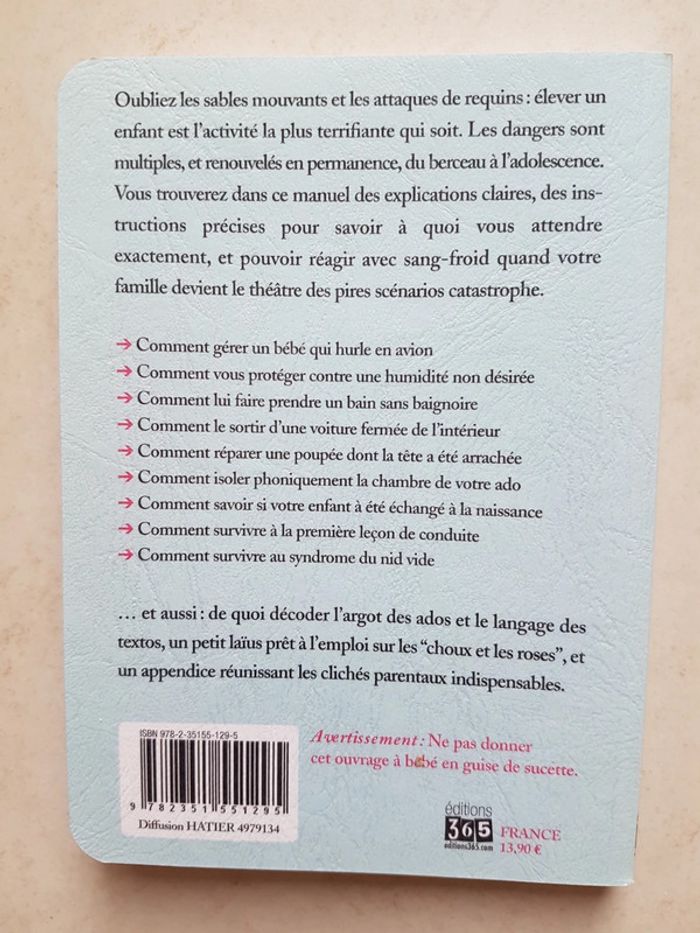 Oubliez les sables mouvants et les attaques de requins : élever un
enfant est l'activité la plus terrifiante qui soit. Les dangers sont
multiples, et renouvelés en permanence, du berceau à l'adolescence.
Vous trouverez dans ce manuel des explications claires, des ins-
tructions précises pour savoir à quoi vous attendre
exactement, et pouvoir réagir avec sang-froid quand votre
famille devient le théâtre des pires scénarios catastrophe.
→ Comment gérer un bébé qui hurle en avion
→ Comment vous protéger contre une humidité non désirée
→ Comment lui faire prendre un bain sans baignoire
→ Comment le sortir d'une voiture fermée de l'intérieur
→ Comment réparer une poupée dont la tête a été arrachée
→ Comment isoler phoniquement la chambre de votre ado
→ Comment savoir si votre enfant à été échangé à la naissance
→ Comment survivre à la première leçon de conduite
→ Comment survivre au syndrome du nid vide
… et aussi : de quoi décoder l'argot des ados et le langage des
textos, un petit laïus prêt à l'emploi sur les "choux et les roses", et
un appendice réunissant les clichés parentaux indispensables.
ISBN 978-2-35155-129-5
9 782351 551295
Diffusion HATIER 4979134
Avertissement : Ne pas donner
cet ouvrage à bébé en guise de sucette.
éditions
365
editions365.com
FRANCE
13,90 €